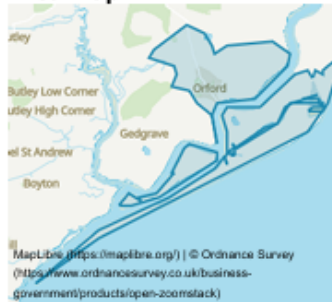 utley
Orford
Butley Low Corner
utley High Corner
Gedgrave
el St Andrew
Boyton
MapLibre (https://maplibre.org/) | © Ordnance Survey
(https://www.ordnancesurvey.co.uk/business-
government/products/open-zoomstack)